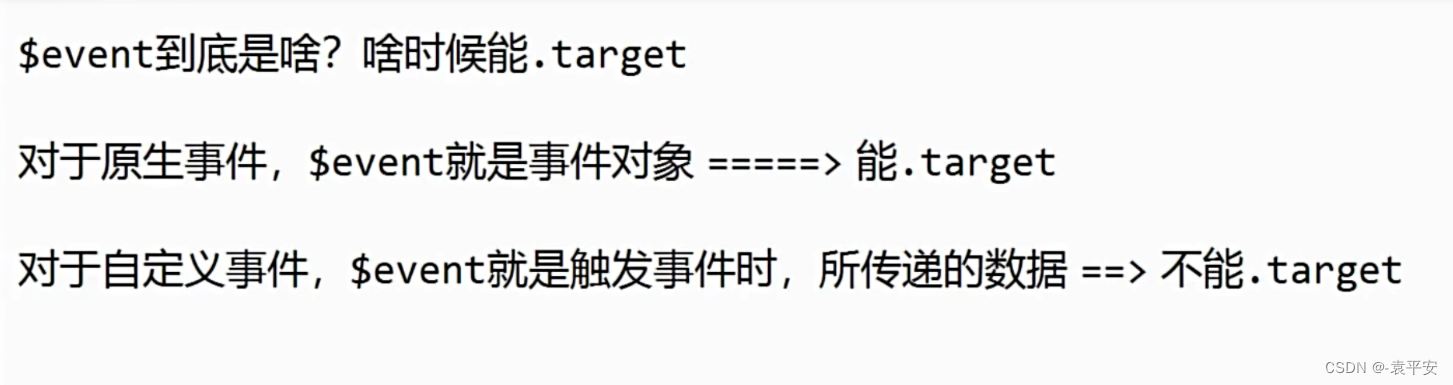 $event到底是啥？啥时候能.target
对于原生事件，$event就是事件对象 =====> 能.target
对于自定义事件，$event就是触发事件时，所传递的数据 ==> 不能.target
CSDN @-袁平安